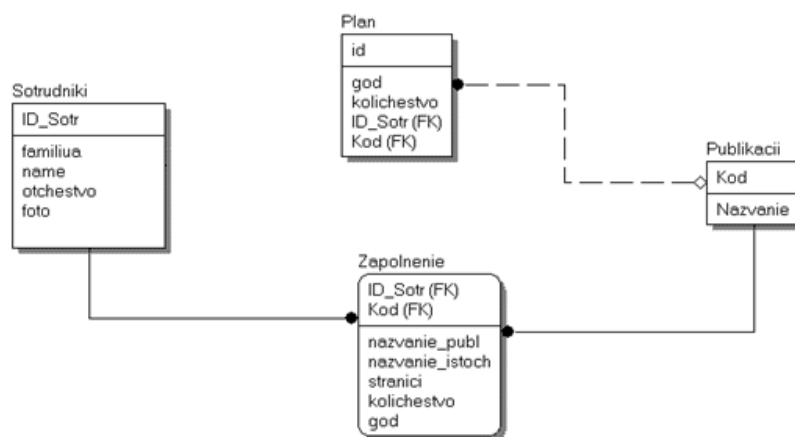 Plan
id
god
kolichestvo
ID_Sotr (FK)
Kod (FK)
Sotrudniki
ID_Sotr
familiua
name
otchestvo
foto
Publikacii
Kod
Nazvanie
Zapolnenie
ID_Sotr (FK)
Kod (FK)
nazvanie_publ
nazvanie_istoch
stranici
kolichestvo
god